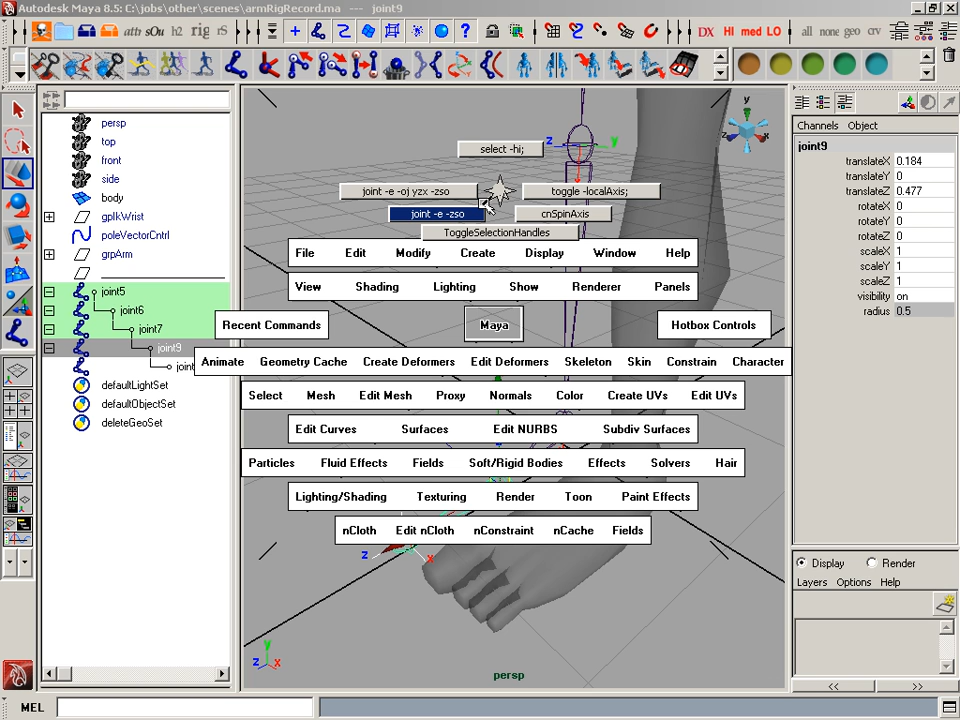 Autodesk Maya 8.5: C:\jobs\other\scenes\armRigRecord.ma --- joint9
attr sOu h2 rig rS
DX HI med LO all none geo crv
persp
top
front
side
body
gpIkWrist
poleVectorCntrl
grpArm
joint5
joint6
joint7
joint9
defaultLightSet
defaultObjectSet
deleteGeoSet
select -hi;
joint -e -oj yzx -zso
toggle -localAxis;
joint -e -zso
cnSpinAxis
ToggleSelectionHandles
File Edit Modify Create Display Window Help
View Shading Lighting Show Renderer Panels
Recent Commands
Maya
Hotbox Controls
Animate Geometry Cache Create Deformers Edit Deformers Skeleton Skin Constrain Character
Select Mesh Edit Mesh Proxy Normals Color Create UVs Edit UVs
Edit Curves Surfaces Edit NURBS Subdiv Surfaces
Particles Fluid Effects Fields Soft/Rigid Bodies Effects Solvers Hair
Lighting/Shading Texturing Render Toon Paint Effects
nCloth Edit nCloth nConstraint nCache Fields
z y
z x
y
z x
persp
y
z x
Channels Object
joint9
translateX 0.184
translateY 0
translateZ 0.477
rotateX 0
rotateY 0
rotateZ 0
scaleX 1
scaleY 1
scaleZ 1
visibility on
radius 0.5
Display Render
Layers Options Help
<< >>
MEL